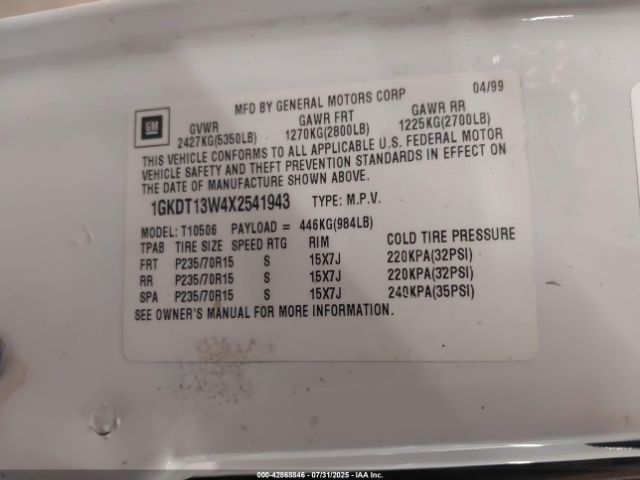 MFD BY GENERAL MOTORS CORP 04/99
GM GVWR GAWR FRT GAWR RR
2427KG(5350LB) 1270KG(2800LB) 1225KG(2700LB)
THIS VEHICLE CONFORMS TO ALL APPLICABLE U.S. FEDERAL MOTOR
VEHICLE SAFETY AND THEFT PREVENTION STANDARDS IN EFFECT ON
THE DATE OF MANUFACTURE SHOWN ABOVE.
1GKDT13W4X2541943 TYPE: M.P.V.
MODEL: T10506 PAYLOAD = 446KG(984LB)
TPAB TIRE SIZE SPEED RTG RIM COLD TIRE PRESSURE
FRT P235/70R15 S 15X7J 220KPA(32PSI)
RR P235/70R15 S 15X7J 220KPA(32PSI)
SPA P235/70R15 S 15X7J 240KPA(35PSI)
SEE OWNER'S MANUAL FOR MORE INFORMATION.
000-42868846 - 07/31/2025 - IAA Inc.